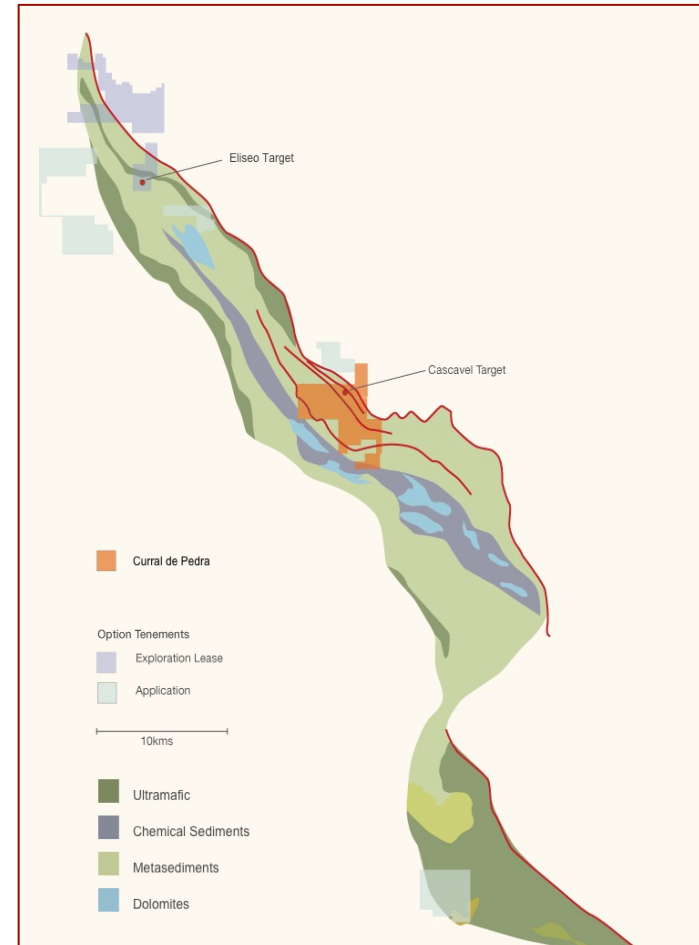 Eliseo Target
Cascavel Target
Curral de Pedra
Option Tenements
Exploration Lease
Application
10kms
Ultramafic
Chemical Sediments
Metasediments
Dolomites